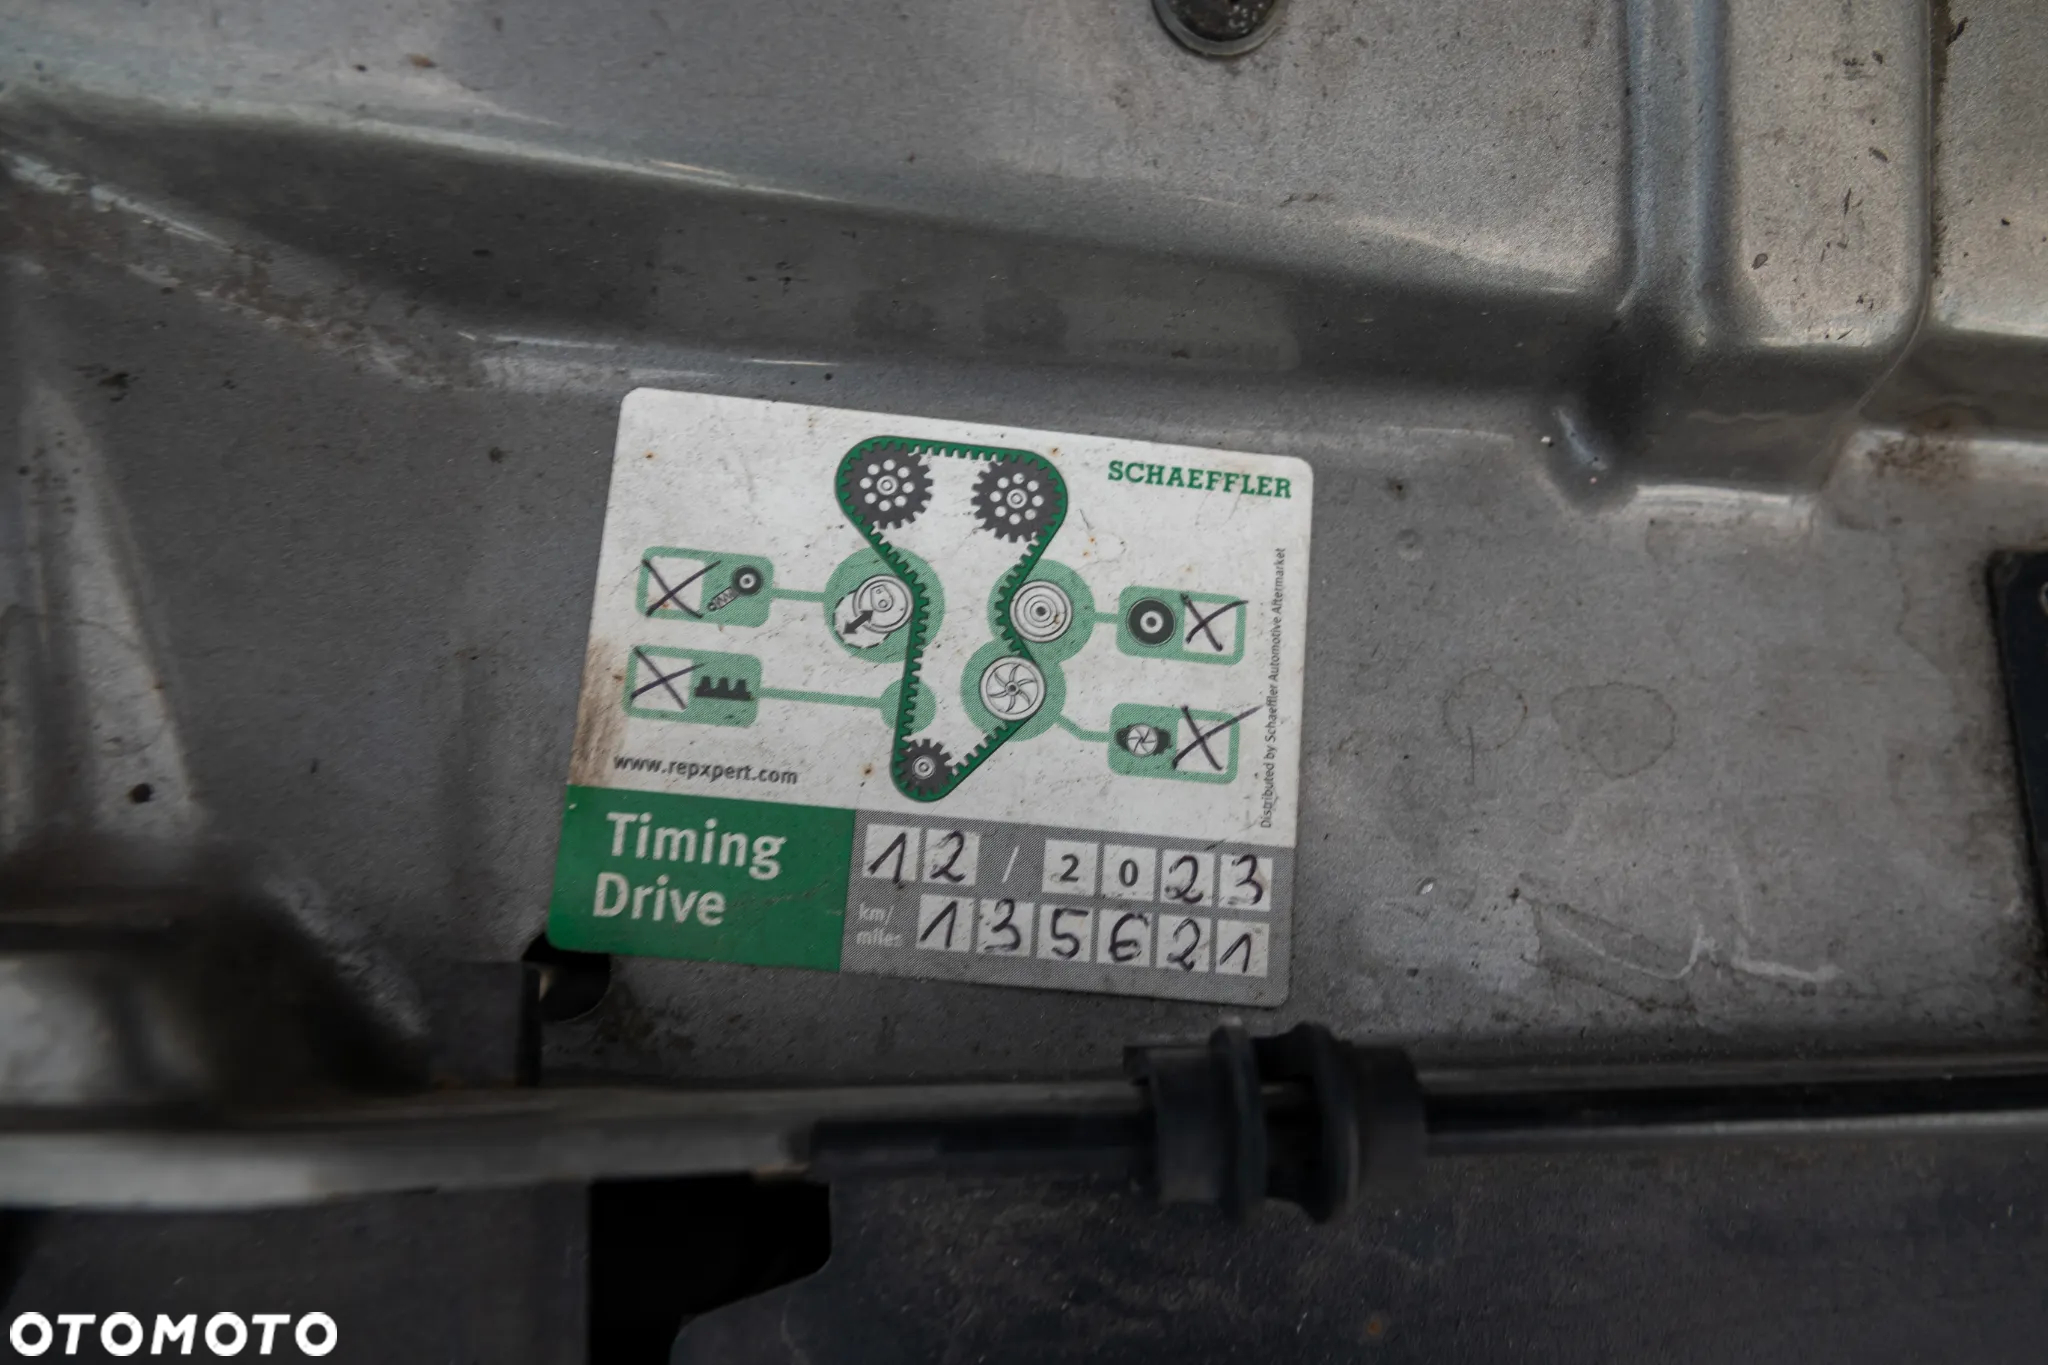 SCHAEFFLER
Distributed by Schaeffler Automotive Aftermarket
www.repxpert.com
Timing
Drive
12 / 2023
km/
miles
135621
OTOMOTO